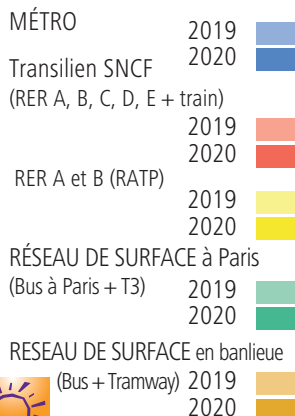 MÉTRO
2019
2020
Transilien SNCF
(RER A, B, C, D, E + train)
2019
2020
RER A et B (RATP)
2019
2020
RÉSEAU DE SURFACE à Paris
(Bus à Paris + T3) 2019
2020
RESEAU DE SURFACE en banlieue
(Bus + Tramway) 2019
2020